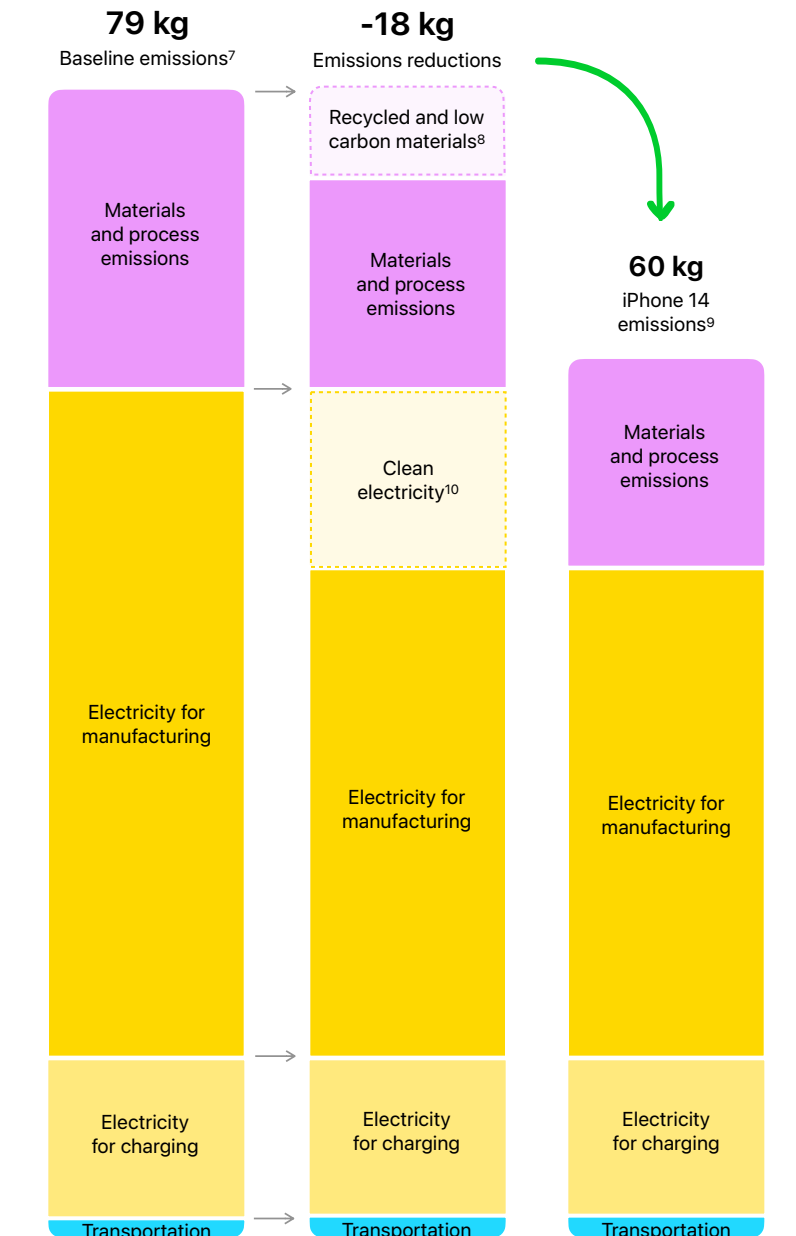 79 kg
Baseline emissions⁷
-18 kg
Emissions reductions
Recycled and low
carbon materials⁸
Materials
and process
emissions
Materials
and process
emissions
60 kg
iPhone 14
emissions⁹
Materials
and process
emissions
Clean
electricity¹⁰
Electricity for
manufacturing
Electricity for
manufacturing
Electricity for
manufacturing
Electricity
for charging
Electricity
for charging
Electricity
for charging
Transportation
Transportation
Transportation